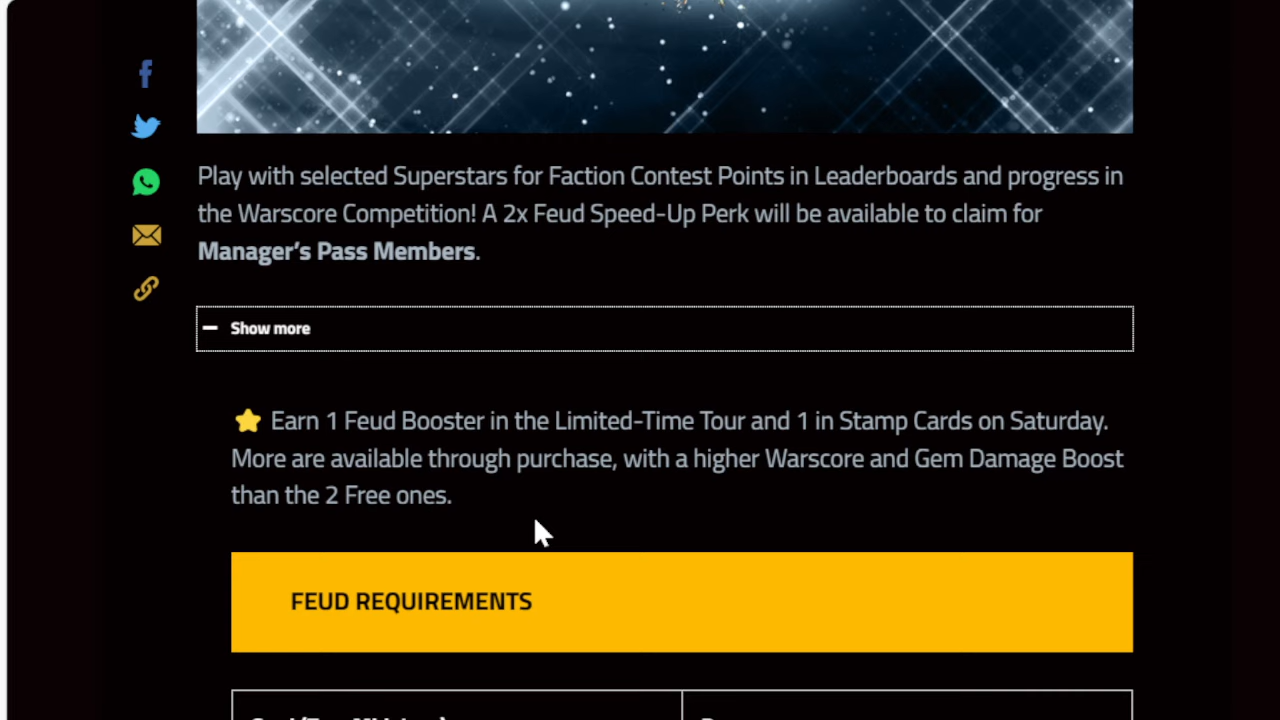 Play with selected Superstars for Faction Contest Points in Leaderboards and progress in
the Warscore Competition! A 2x Feud Speed-Up Perk will be available to claim for
Manager’s Pass Members.
Show more
⭐ Earn 1 Feud Booster in the Limited-Time Tour and 1 in Stamp Cards on Saturday.
More are available through purchase, with a higher Warscore and Gem Damage Boost
than the 2 Free ones.
FEUD REQUIREMENTS